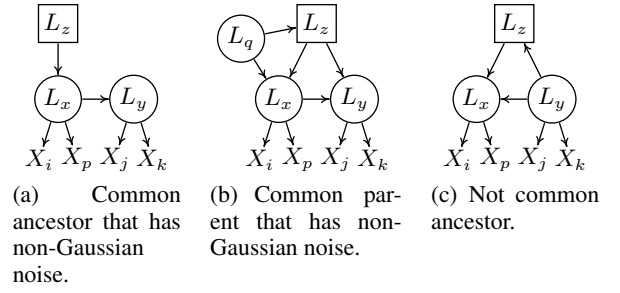 L_z
L_x L_y
X_i X_p X_j X_k
(a) Common
ancestor that has
non-Gaussian
noise.
L_q L_z
L_x L_y
X_i X_p X_j X_k
(b) Common par-
ent that has non-
Gaussian noise.
L_z
L_x L_y
X_i X_p X_j X_k
(c) Not common
ancestor.